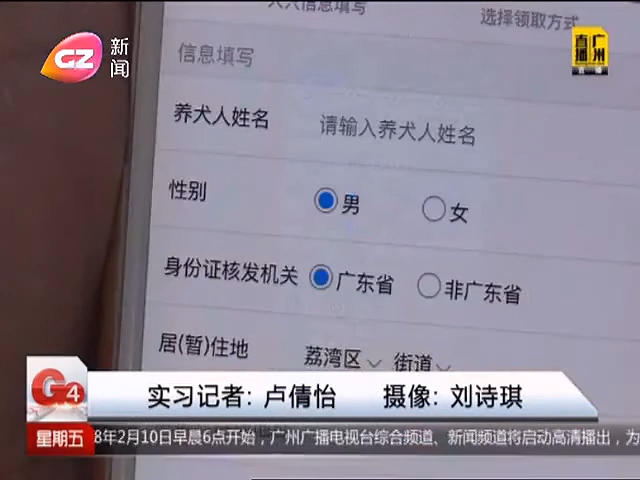 信息填写
选择领取方式
GZ 新闻
广州
直播
信息填写
养犬人姓名 请输入养犬人姓名
性别 男 女
身份证核发机关 广东省 非广东省
居(暂)住地 荔湾区 街道
G4
实习记者: 卢倩怡 摄像: 刘诗琪
星期五 8年2月10日早晨6点开始，广州广播电视台综合频道、新闻频道将启动高清播出，为